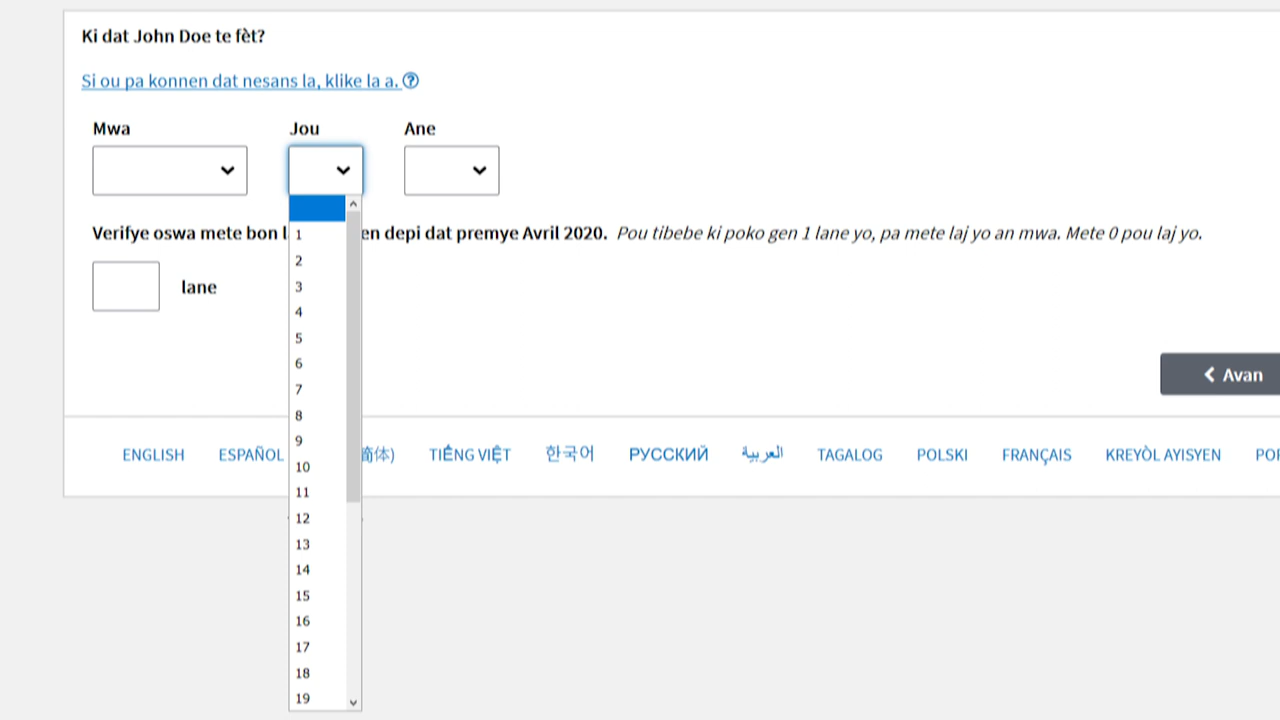 Ki dat John Doe te fèt?
Si ou pa konnen dat nesans la, klike la a.
Mwa Jou Ane
Verifye oswa mete bon en depi dat premye Avril 2020. Pou tibebe ki poko gen 1 lane yo, pa mete laj yo an mwa. Mete 0 pou laj yo.
lane
1
2
3
4
5
6
7
8
9
10
11
12
13
14
15
16
17
18
19
Avan
ENGLISH ESPAÑOL 简体) TIẾNG VIỆT 한국어 РУССКИЙ العربية TAGALOG POLSKI FRANÇAIS KREYÒL AYISYEN